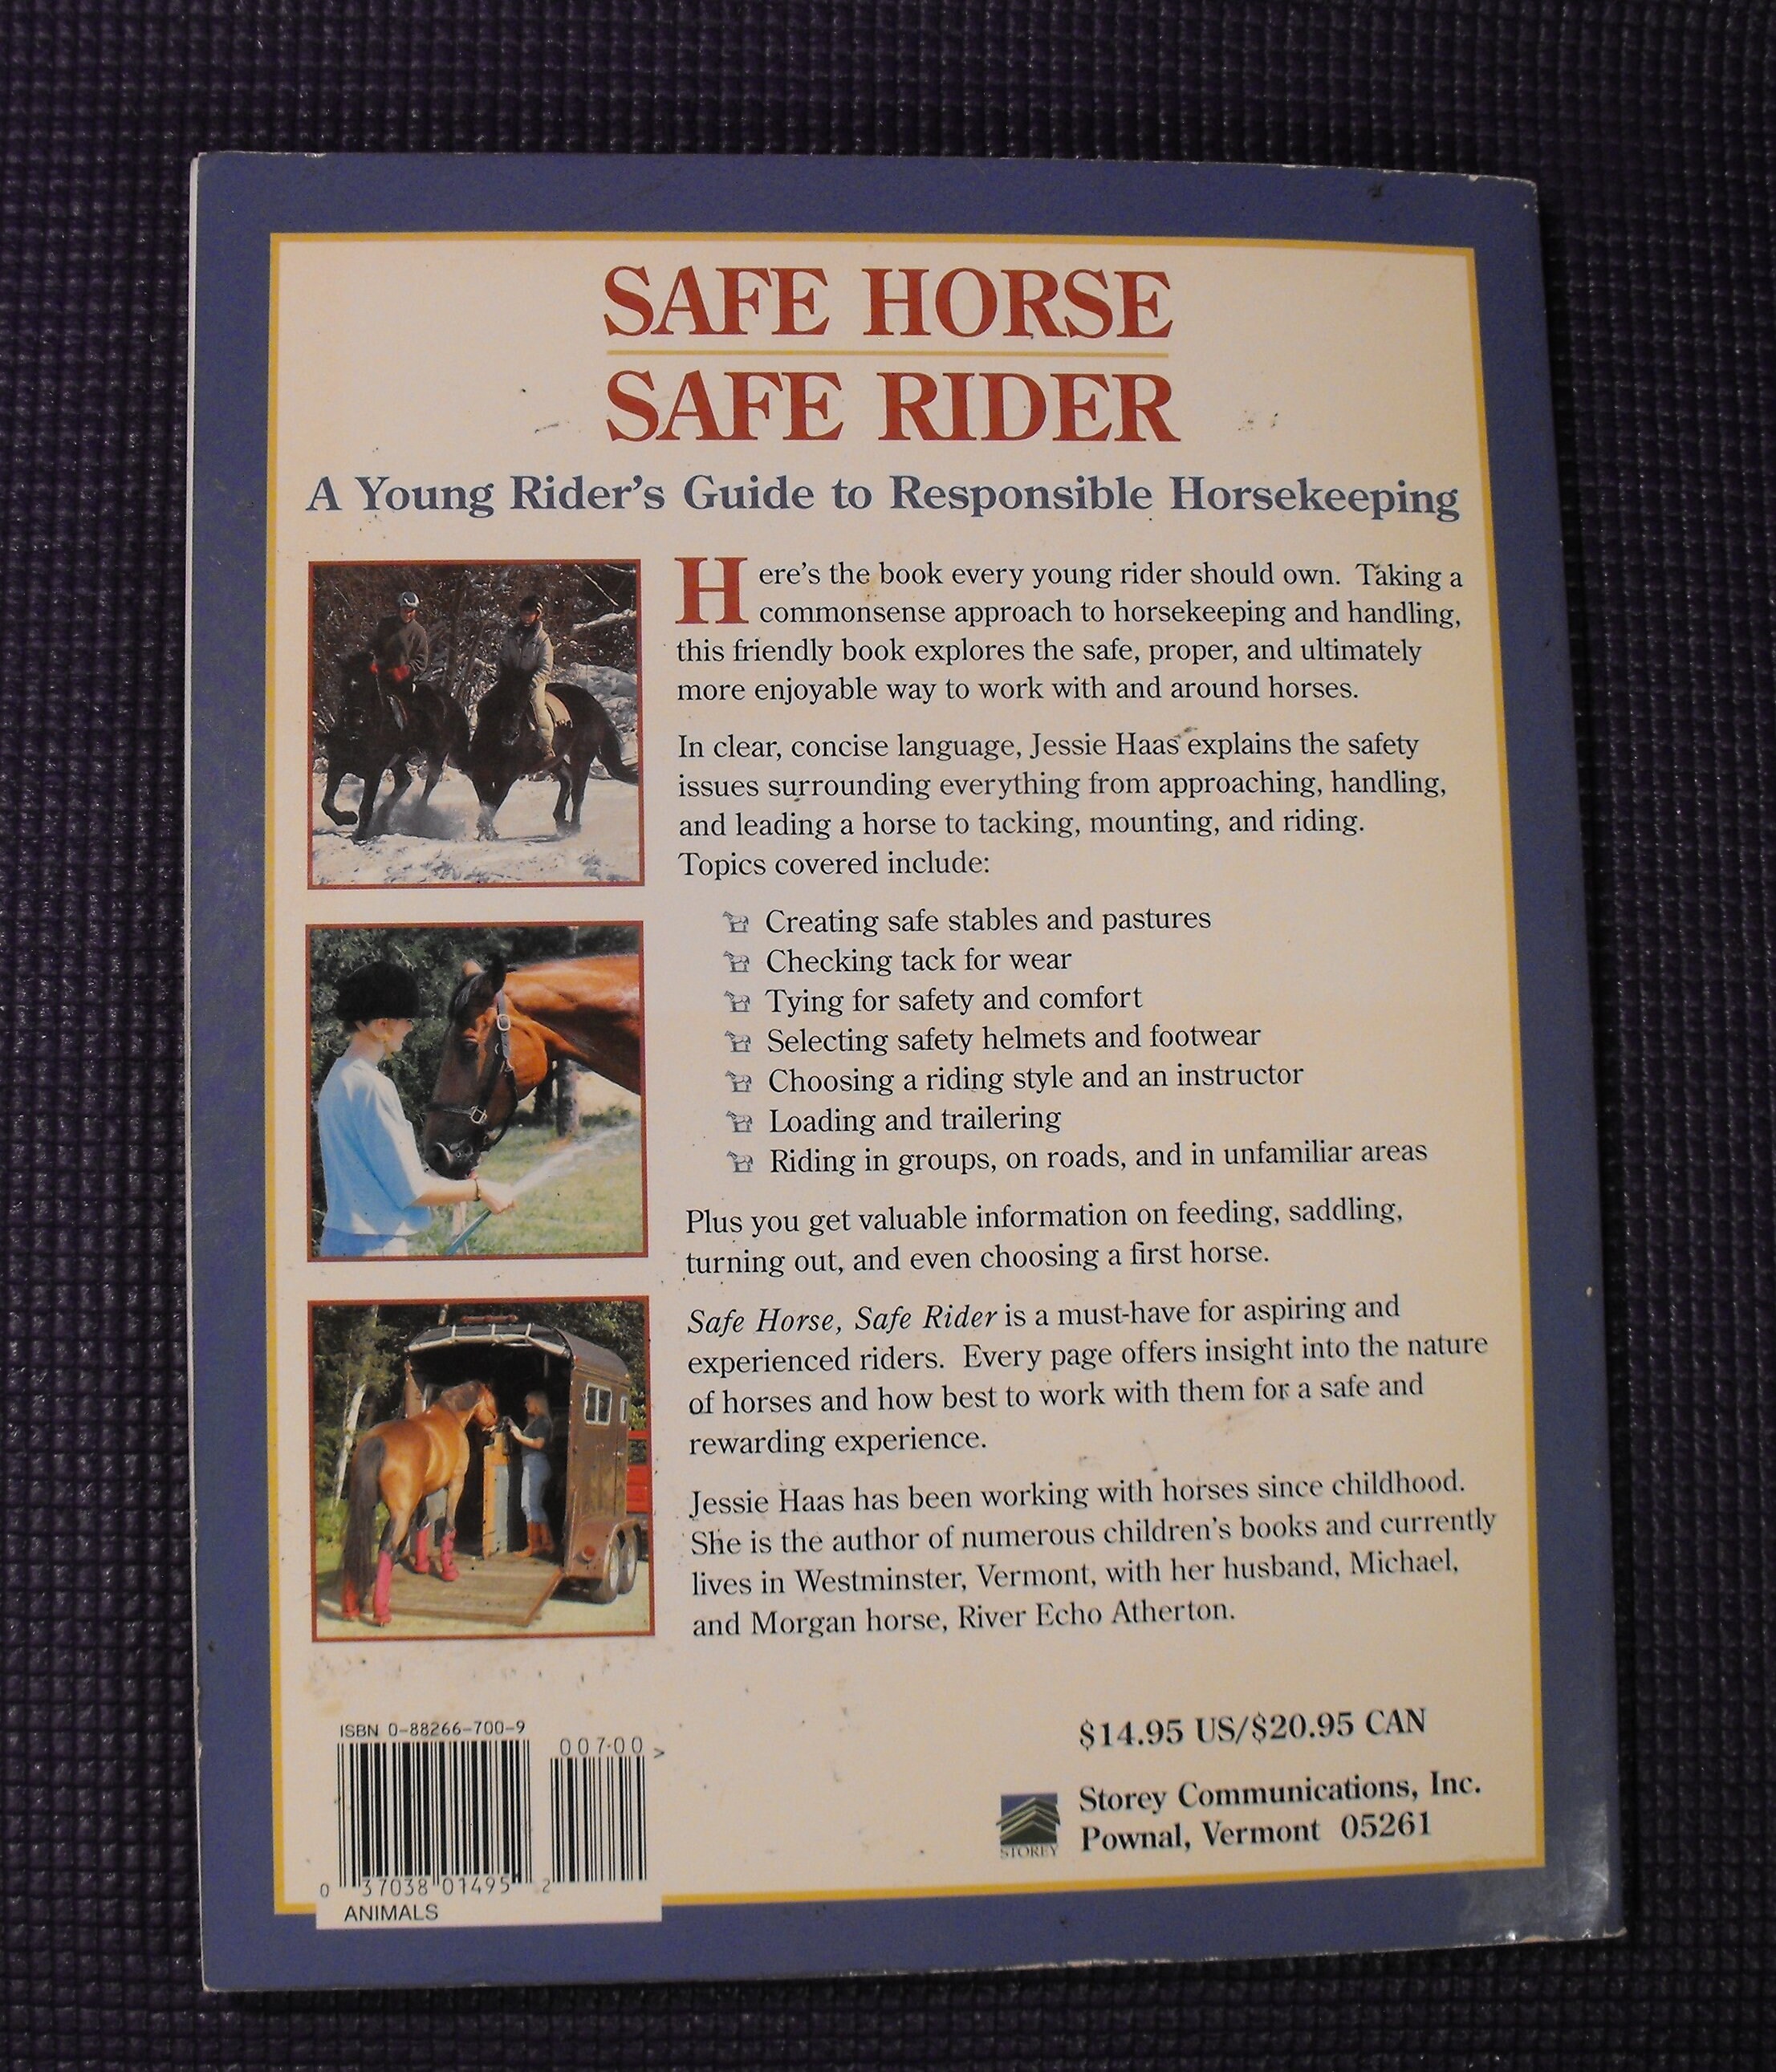 SAFE HORSE
SAFE RIDER
A Young Rider's Guide to Responsible Horsekeeping
Here's the book every young rider should own. Taking a
commonsense approach to horsekeeping and handling,
this friendly book explores the safe, proper, and ultimately
more enjoyable way to work with and around horses.
In clear, concise language, Jessie Haas explains the safety
issues surrounding everything from approaching, handling,
and leading a horse to tacking, mounting, and riding.
Topics covered include:
Creating safe stables and pastures
Checking tack for wear
Tying for safety and comfort
Selecting safety helmets and footwear
Choosing a riding style and an instructor
Loading and trailering
Riding in groups, on roads, and in unfamiliar areas
Plus you get valuable information on feeding, saddling,
turning out, and even choosing a first horse.
Safe Horse, Safe Rider is a must-have for aspiring and
experienced riders. Every page offers insight into the nature
of horses and how best to work with them for a safe and
rewarding experience.
Jessie Haas has been working with horses since childhood.
She is the author of numerous children's books and currently
lives in Westminster, Vermont, with her husband, Michael,
and Morgan horse, River Echo Atherton.
ISBN 0-88266-700-9
00700 >
0 37038 01495 2
ANIMALS
$14.95 US/$20.95 CAN
Storey Communications, Inc.
Pownal, Vermont 05261
STOREY